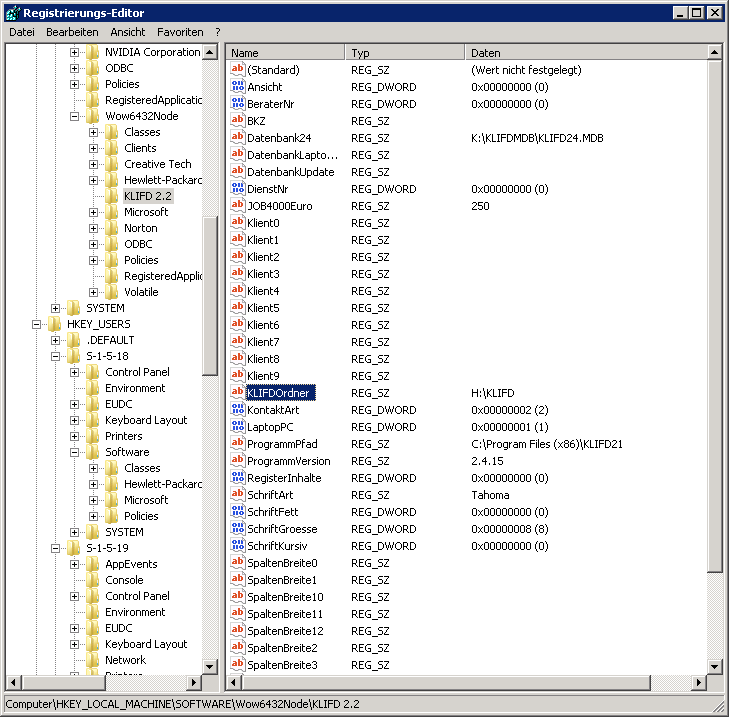 Registrierungs-Editor
Datei Bearbeiten Ansicht Favoriten ?
NVIDIA Corporation
ODBC
Policies
RegisteredApplicatio
Wow6432Node
Classes
Clients
Creative Tech
Hewlett-Packard
KLIFD 2.2
Microsoft
Norton
ODBC
Policies
RegisteredApplic
Volatile
SYSTEM
HKEY_USERS
.DEFAULT
S-1-5-18
Control Panel
Environment
EUDC
Keyboard Layout
Printers
Software
Classes
Hewlett-Packard
Microsoft
Policies
SYSTEM
S-1-5-19
AppEvents
Console
Control Panel
Environment
EUDC
Keyboard Layout
Network
Printers
Name Typ Daten
(Standard) REG_SZ (Wert nicht festgelegt)
Ansicht REG_DWORD 0x00000000 (0)
BeraterNr REG_DWORD 0x00000000 (0)
BKZ REG_SZ
Datenbank24 REG_SZ K:\KLIFDMDB\KLIFD24.MDB
DatenbankLapto... REG_SZ
DatenbankUpdate REG_SZ
DienstNr REG_DWORD 0x00000000 (0)
JOB4000Euro REG_SZ 250
Klient0 REG_SZ
Klient1 REG_SZ
Klient2 REG_SZ
Klient3 REG_SZ
Klient4 REG_SZ
Klient5 REG_SZ
Klient6 REG_SZ
Klient7 REG_SZ
Klient8 REG_SZ
Klient9 REG_SZ
KLIFDOrdner REG_SZ H:\KLIFD
KontaktArt REG_DWORD 0x00000002 (2)
LaptopPC REG_DWORD 0x00000001 (1)
ProgrammPfad REG_SZ C:\Program Files (x86)\KLIFD21
ProgrammVersion REG_SZ 2.4.15
RegisterInhalte REG_DWORD 0x00000000 (0)
SchriftArt REG_SZ Tahoma
SchriftFett REG_DWORD 0x00000000 (0)
SchriftGroesse REG_DWORD 0x00000008 (8)
SchriftKursiv REG_DWORD 0x00000000 (0)
SpaltenBreite0 REG_SZ
SpaltenBreite1 REG_SZ
SpaltenBreite10 REG_SZ
SpaltenBreite11 REG_SZ
SpaltenBreite12 REG_SZ
SpaltenBreite2 REG_SZ
SpaltenBreite3 REG_SZ
Computer\HKEY_LOCAL_MACHINE\SOFTWARE\Wow6432Node\KLIFD 2.2